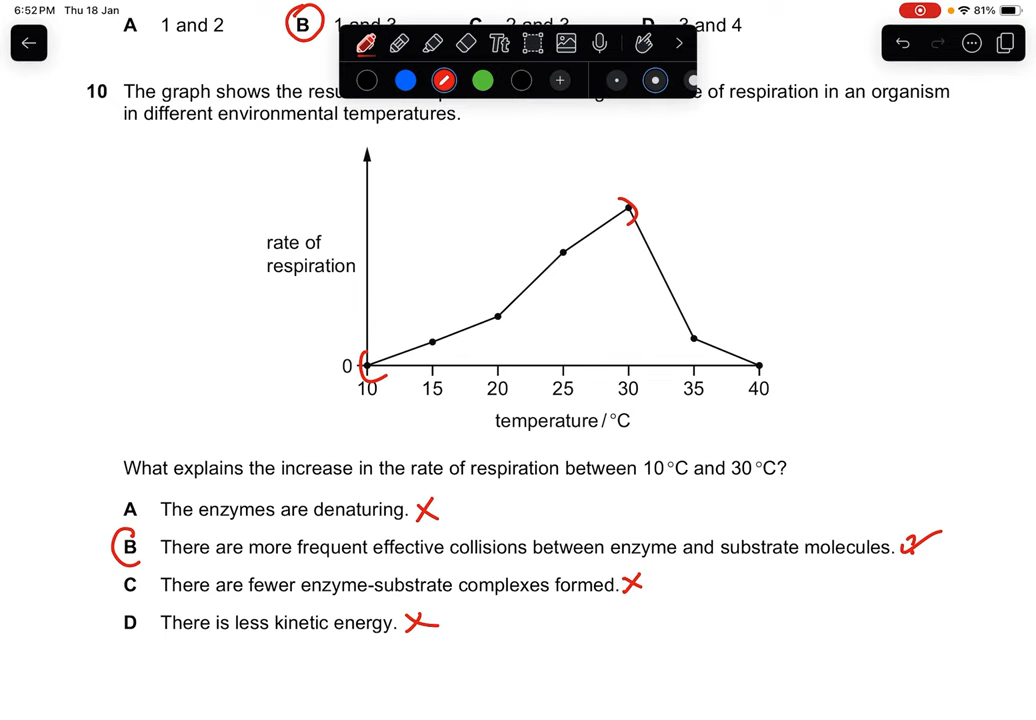 6:52 PM Thu 18 Jan
81%
A 1 and 2 B C D and 4
Tt
10 The graph shows the of respiration in an organism
in different environmental temperatures.
rate of
respiration
0
10 15 20 25 30 35 40
temperature / °C
What explains the increase in the rate of respiration between 10 °C and 30 °C?
A The enzymes are denaturing.
B There are more frequent effective collisions between enzyme and substrate molecules.
C There are fewer enzyme-substrate complexes formed.
D There is less kinetic energy.